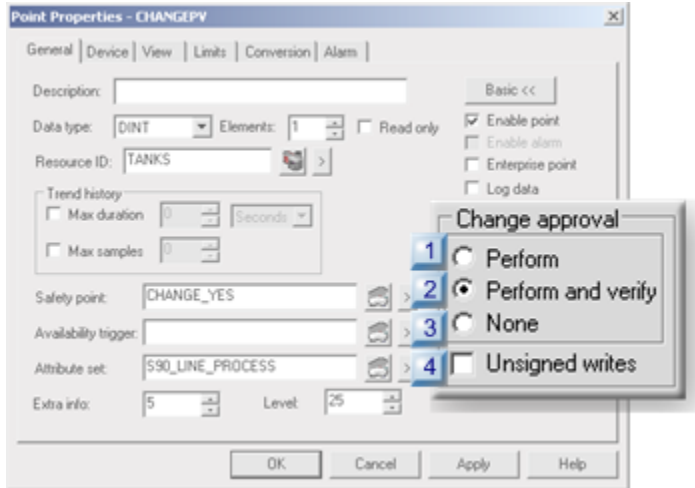 Point Properties - CHANGEPV
General Device View Limits Conversion Alarm
Description:
Basic <<
Data type: DINT Elements: 1 Read only
Enable point
Enable alarm
Resource ID: TANKS >
Enterprise point
Log data
Trend history
Max duration 0 Seconds
Max samples 0
Change approval
1 Perform
2 Perform and verify
3 None
4 Unsigned writes
Safety point: CHANGE_YES >
Availability trigger: >
Attribute set: S90_LINE_PROCESS >
Extra info: 5 Level: 25
OK Cancel Apply Help